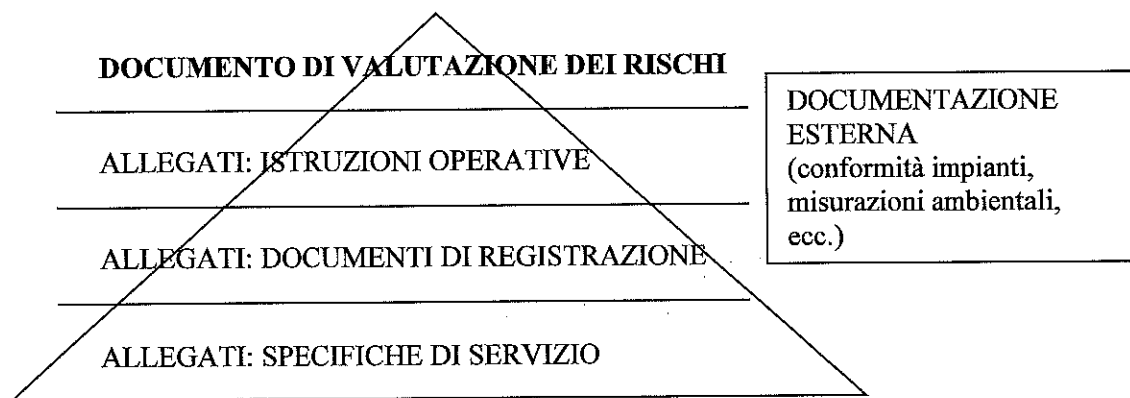 DOCUMENTO DI VALUTAZIONE DEI RISCHI
ALLEGATI: ISTRUZIONI OPERATIVE
ALLEGATI: DOCUMENTI DI REGISTRAZIONE
ALLEGATI: SPECIFICHE DI SERVIZIO
DOCUMENTAZIONE
ESTERNA
(conformità impianti,
misurazioni ambientali,
ecc.)